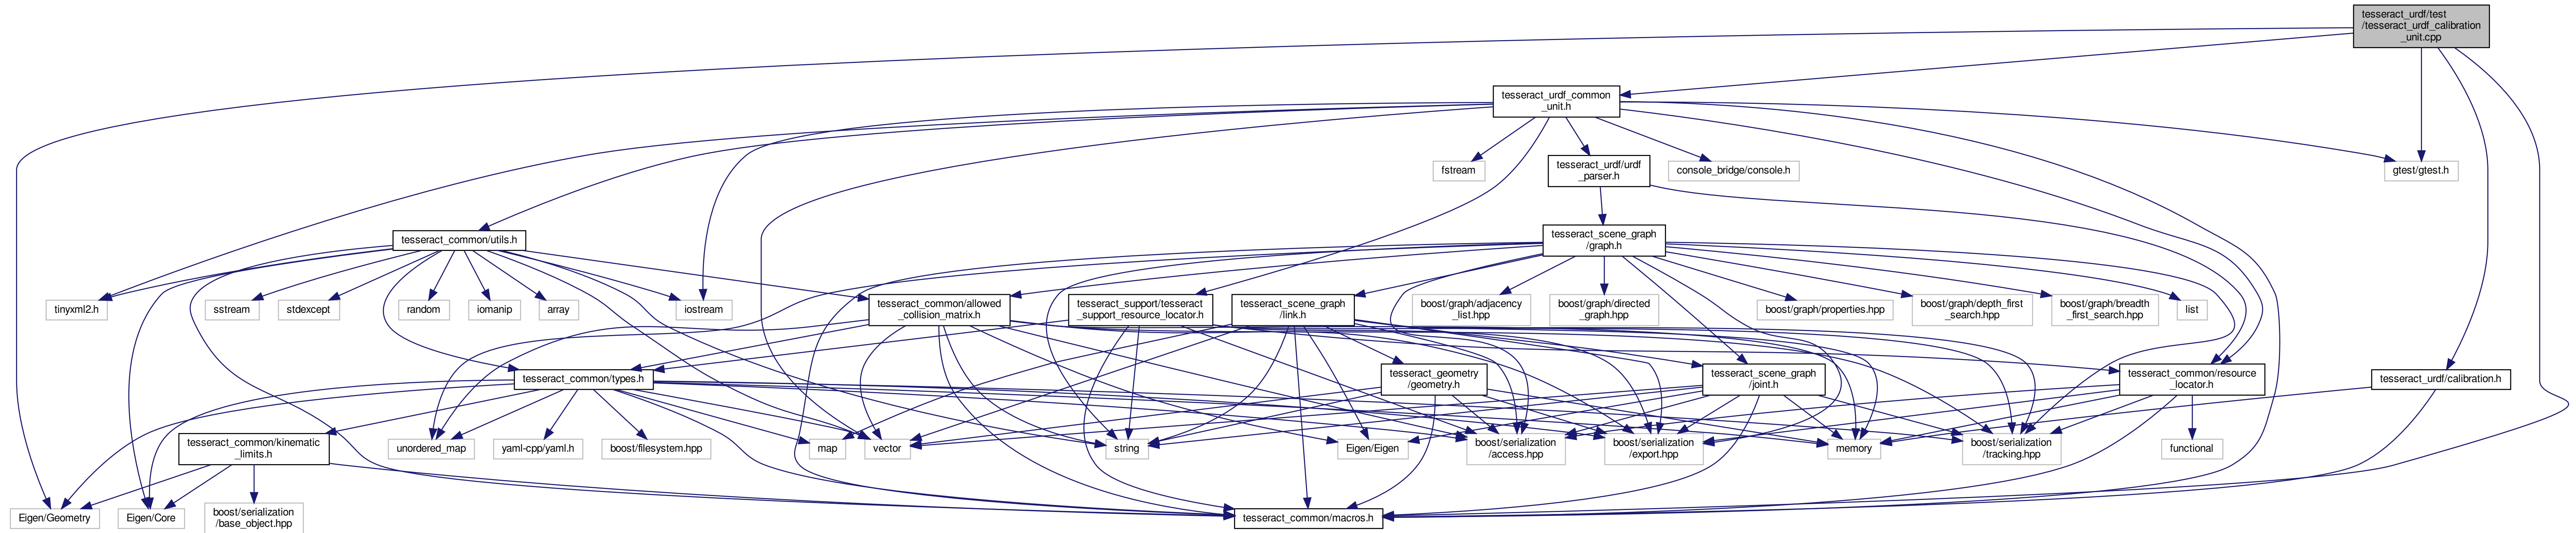 tesseract_urdf/test
/tesseract_urdf_calibration
_unit.cpp
tesseract_urdf_common
_unit.h
fstream
tesseract_urdf/urdf
_parser.h
console_bridge/console.h
gtest/gtest.h
tesseract_common/utils.h
tesseract_scene_graph
/graph.h
tinyxml2.h
sstream
stdexcept
random
iomanip
array
iostream
tesseract_common/allowed
_collision_matrix.h
tesseract_support/tesseract
_support_resource_locator.h
tesseract_scene_graph
/link.h
boost/graph/adjacency
_list.hpp
boost/graph/directed
_graph.hpp
boost/graph/properties.hpp
boost/graph/depth_first
_search.hpp
boost/graph/breadth
_first_search.hpp
list
tesseract_common/types.h
tesseract_geometry
/geometry.h
tesseract_scene_graph
/joint.h
tesseract_common/resource
_locator.h
tesseract_urdf/calibration.h
tesseract_common/kinematic
_limits.h
unordered_map
yaml-cpp/yaml.h
boost/filesystem.hpp
map
vector
string
Eigen/Eigen
boost/serialization
/access.hpp
boost/serialization
/export.hpp
memory
boost/serialization
/tracking.hpp
functional
Eigen/Geometry
Eigen/Core
boost/serialization
/base_object.hpp
tesseract_common/macros.h